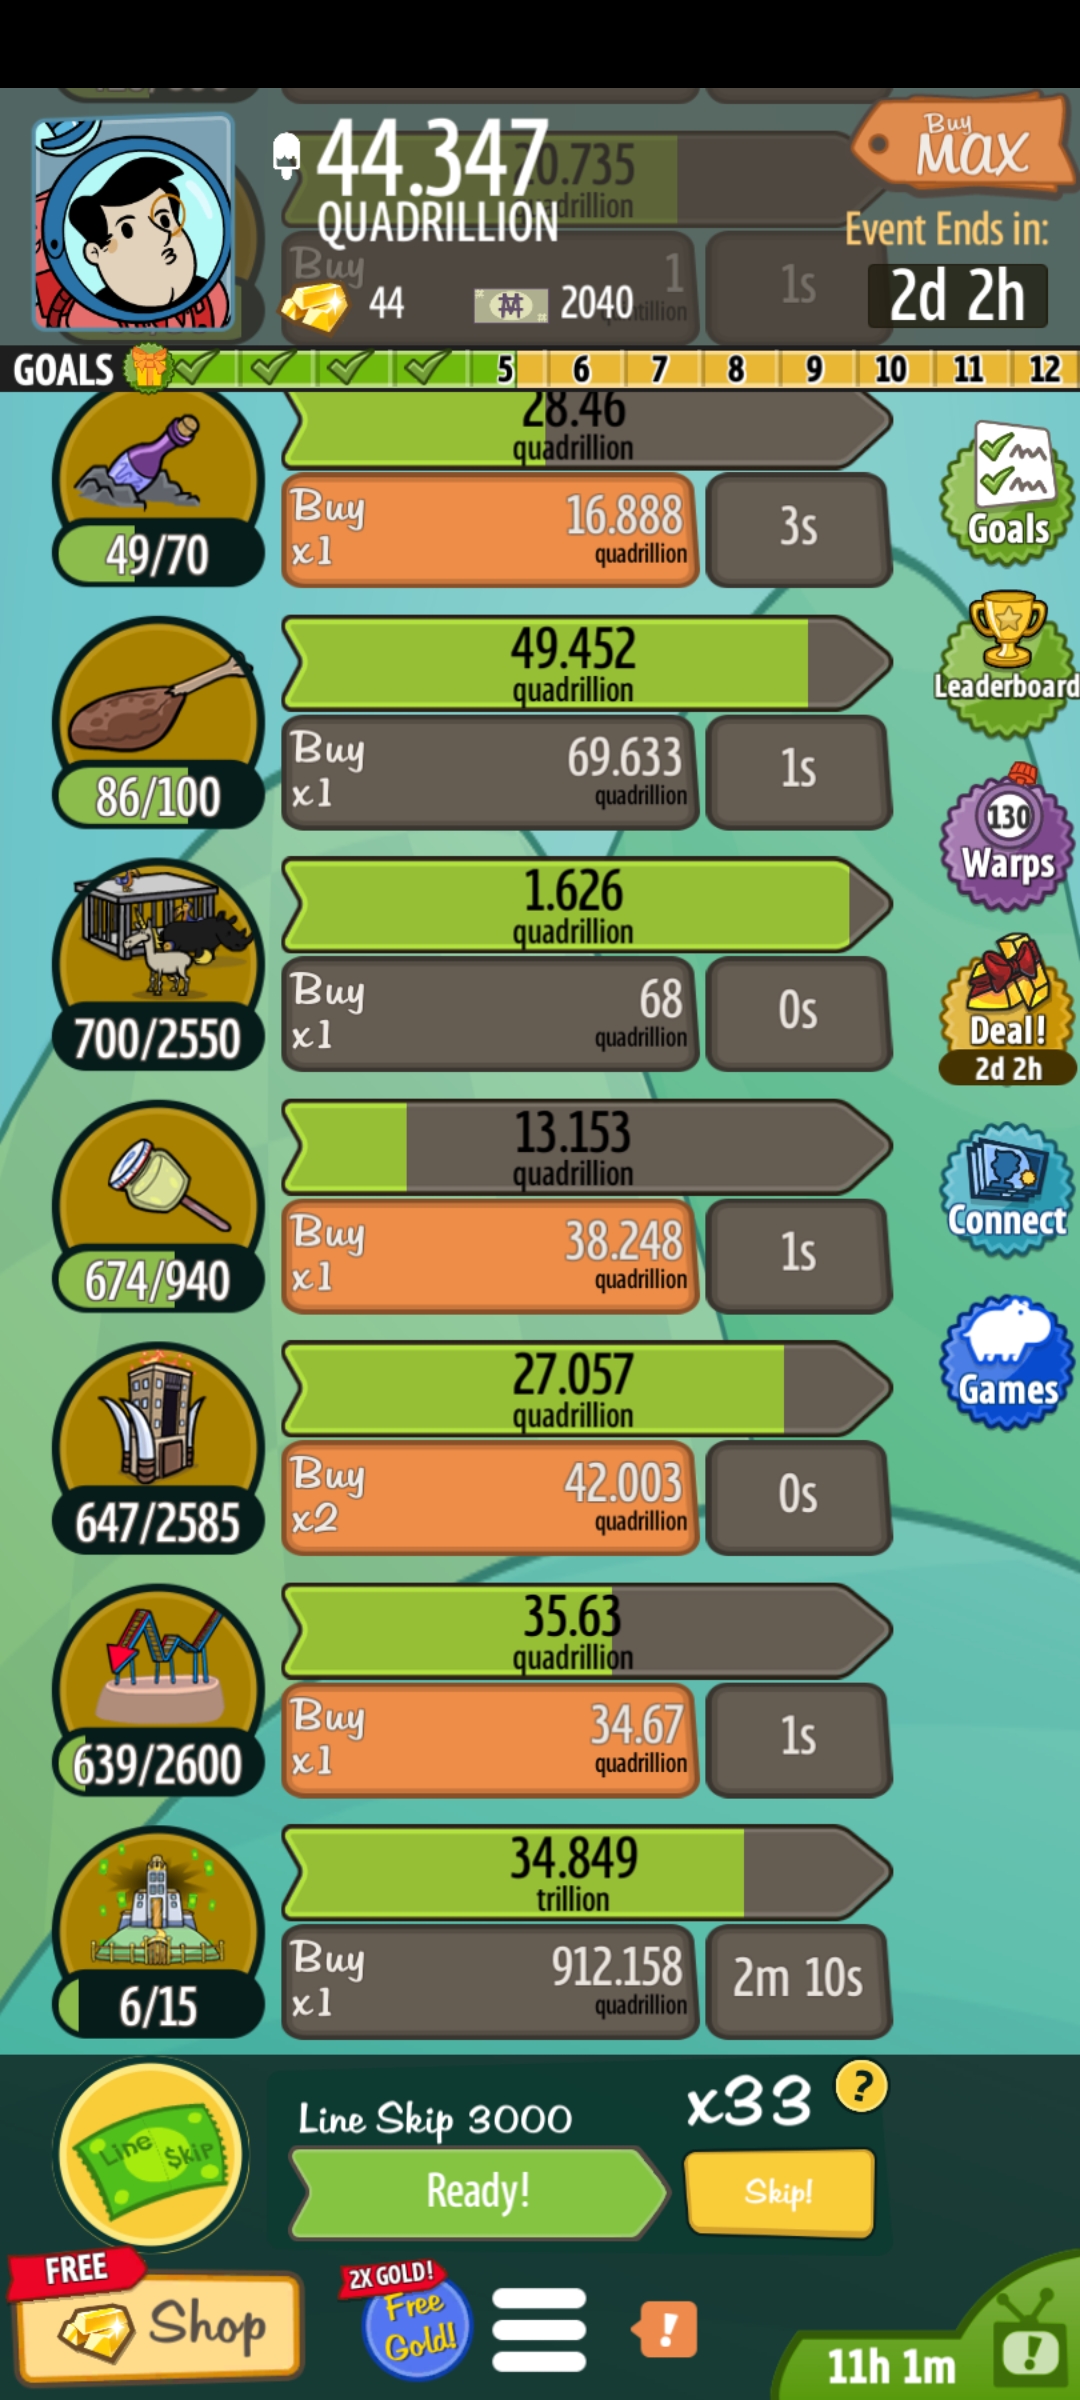 44.347
QUADRILLION
Buy
MAX
Event Ends in:
2d 2h
44
2040
20.735
Buy
1
1s
GOALS
5 6 7 8 9 10 11 12
28.46
quadrillion
49/70
Buy
x1
16.888
quadrillion
3s
Goals
49.452
quadrillion
86/100
Buy
x1
69.633
quadrillion
1s
Leaderboard
130
Warps
1.626
quadrillion
700/2550
Buy
x1
68
quadrillion
0s
Deal!
2d 2h
13.153
quadrillion
674/940
Buy
x1
38.248
quadrillion
1s
Connect
27.057
quadrillion
647/2585
Buy
x2
42.003
quadrillion
0s
Games
35.63
quadrillion
639/2600
Buy
x1
34.67
quadrillion
1s
34.849
trillion
6/15
Buy
x1
912.158
quadrillion
2m 10s
Line $kip
Line Skip 3000
x33
?
Ready!
Skip!
FREE
Shop
2X GOLD!
Free
Gold!
!
11h 1m
!